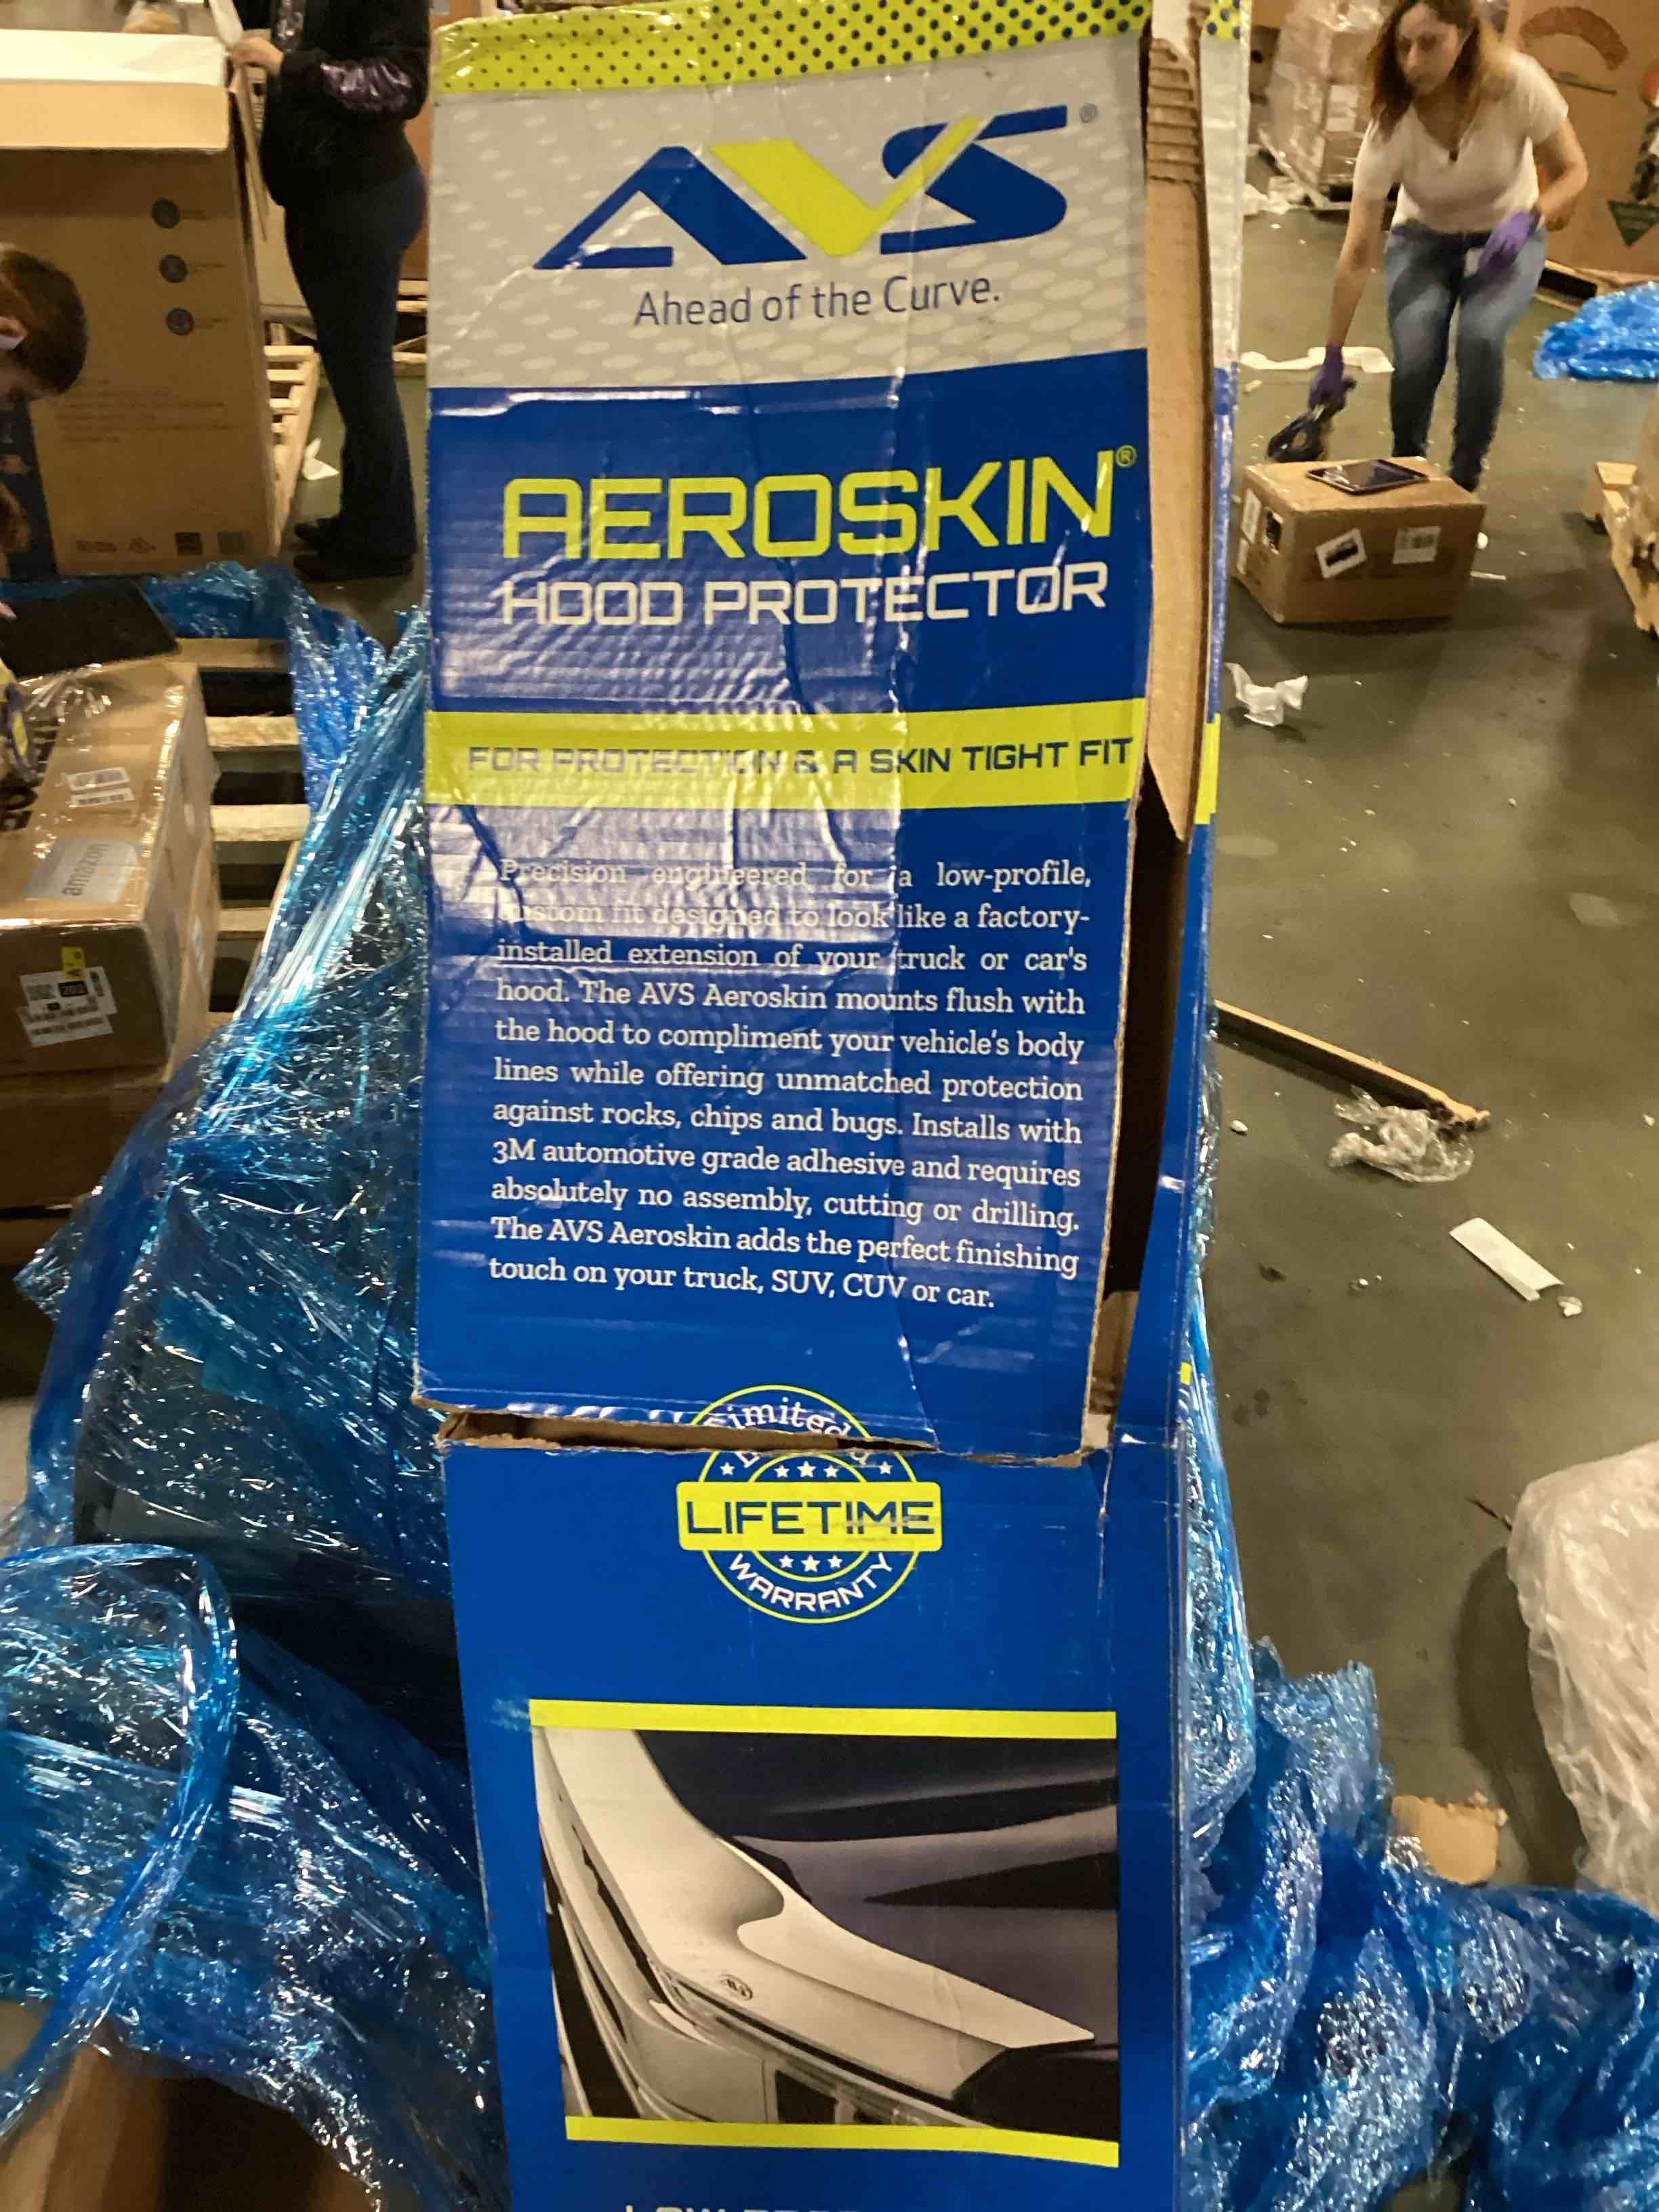 AVS®
Ahead of the Curve.
AEROSKIN®
HOOD PROTECTOR
FOR PROTECTION & A SKIN TIGHT FIT
Precision engineered for a low-profile,
custom fit designed to look like a factory-
installed extension of your truck or car's
hood. The AVS Aeroskin mounts flush with
the hood to compliment your vehicle's body
lines while offering unmatched protection
against rocks, chips and bugs. Installs with
3M automotive grade adhesive and requires
absolutely no assembly, cutting or drilling.
The AVS Aeroskin adds the perfect finishing
touch on your truck, SUV, CUV or car.
Limited
LIFETIME
WARRANTY
amazon